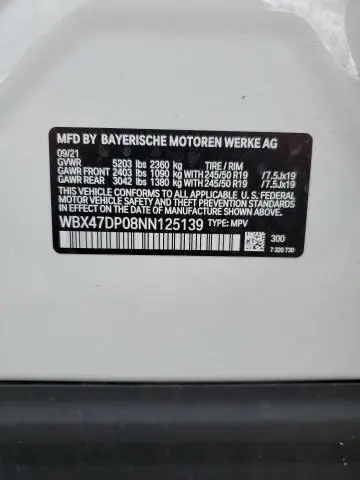 MFD BY BAYERISCHE MOTOREN WERKE AG
09/21
GVWR 5203 lbs 2360 kg TIRE / RIM
GAWR FRONT 2403 lbs 1090 kg WITH 245/50 R19 /7.5Jx19
GAWR REAR 3042 lbs 1380 kg WITH 245/50 R19 /7.5Jx19
THIS VEHICLE CONFORMS TO ALL APPLICABLE U.S. FEDERAL
MOTOR VEHICLE SAFETY, BUMPER, AND THEFT PREVENTION
STANDARDS IN EFFECT ON THE DATE OF MANUFACTURE SHOWN ABOVE.
WBX47DP08NN125139 TYPE: MPV
300
7 320 730